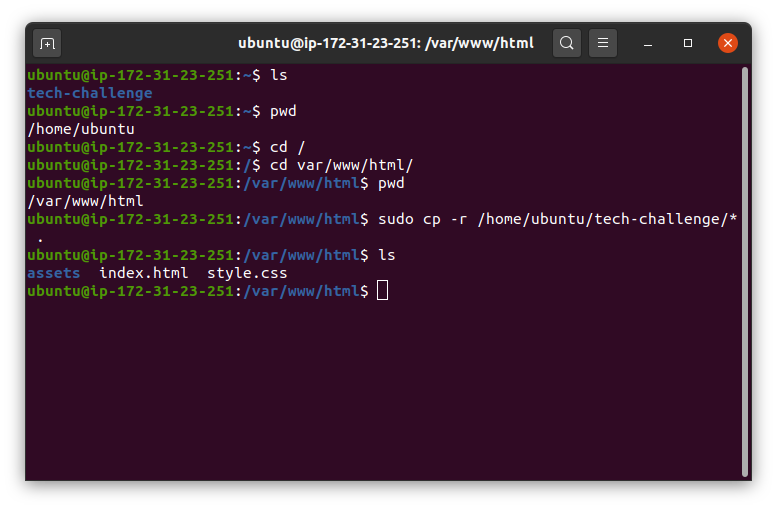 ubuntu@ip-172-31-23-251: /var/www/html
ubuntu@ip-172-31-23-251:~$ ls
tech-challenge
ubuntu@ip-172-31-23-251:~$ pwd
/home/ubuntu
ubuntu@ip-172-31-23-251:~$ cd /
ubuntu@ip-172-31-23-251:/$ cd var/www/html/
ubuntu@ip-172-31-23-251:/var/www/html$ pwd
/var/www/html
ubuntu@ip-172-31-23-251:/var/www/html$ sudo cp -r /home/ubuntu/tech-challenge/*
.
ubuntu@ip-172-31-23-251:/var/www/html$ ls
assets  index.html  style.css
ubuntu@ip-172-31-23-251:/var/www/html$